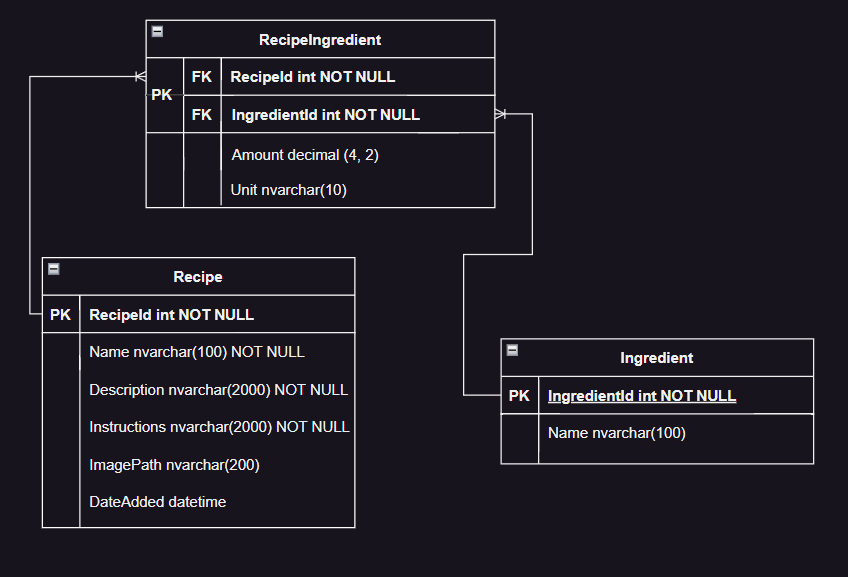 RecipeIngredient
PK
FK RecipeId int NOT NULL
FK IngredientId int NOT NULL
Amount decimal (4, 2)
Unit nvarchar(10)
Recipe
PK RecipeId int NOT NULL
Name nvarchar(100) NOT NULL
Description nvarchar(2000) NOT NULL
Instructions nvarchar(2000) NOT NULL
ImagePath nvarchar(200)
DateAdded datetime
Ingredient
PK IngredientId int NOT NULL
Name nvarchar(100)